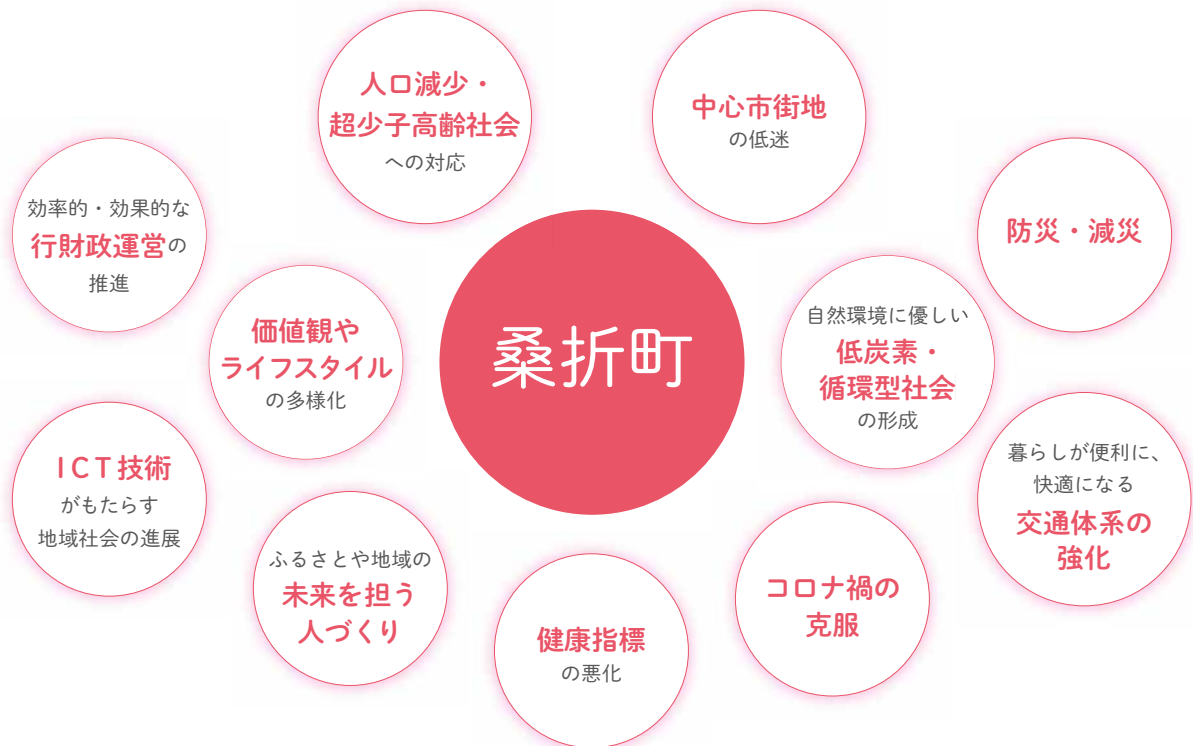 人口減少・
超少子高齢社会
への対応
中心市街地
の低迷
効率的・効果的な
行財政運営の
推進
防災・減災
価値観や
ライフスタイル
の多様化
桑折町
自然環境に優しい
低炭素・
循環型社会
の形成
ICT技術
がもたらす
地域社会の進展
暮らしが便利に、
快適になる
交通体系の
強化
ふるさとや地域の
未来を担う
人づくり
健康指標
の悪化
コロナ禍の
克服